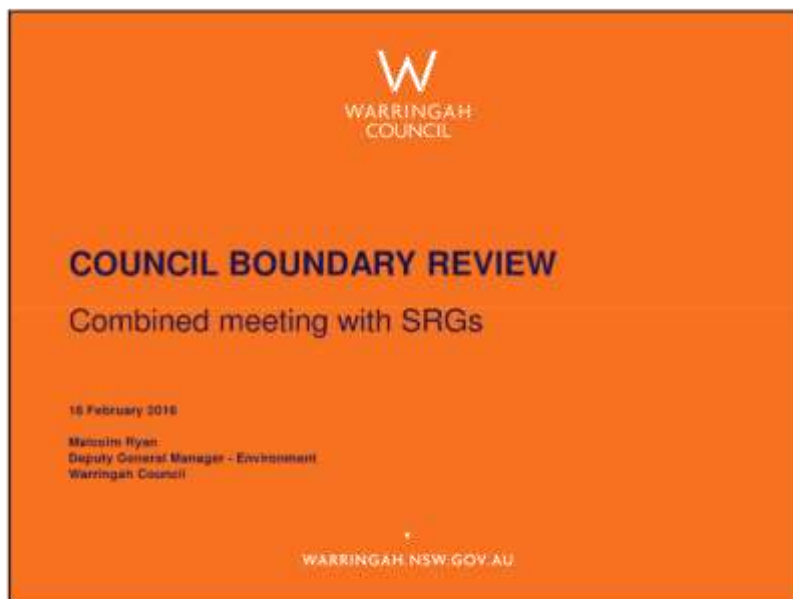 W
WARRINGAH
COUNCIL
COUNCIL BOUNDARY REVIEW
Combined meeting with SRGs
16 February 2016
Malcolm Ryan
Deputy General Manager - Environment
Warringah Council
WARRINGAH.NSW.GOV.AU